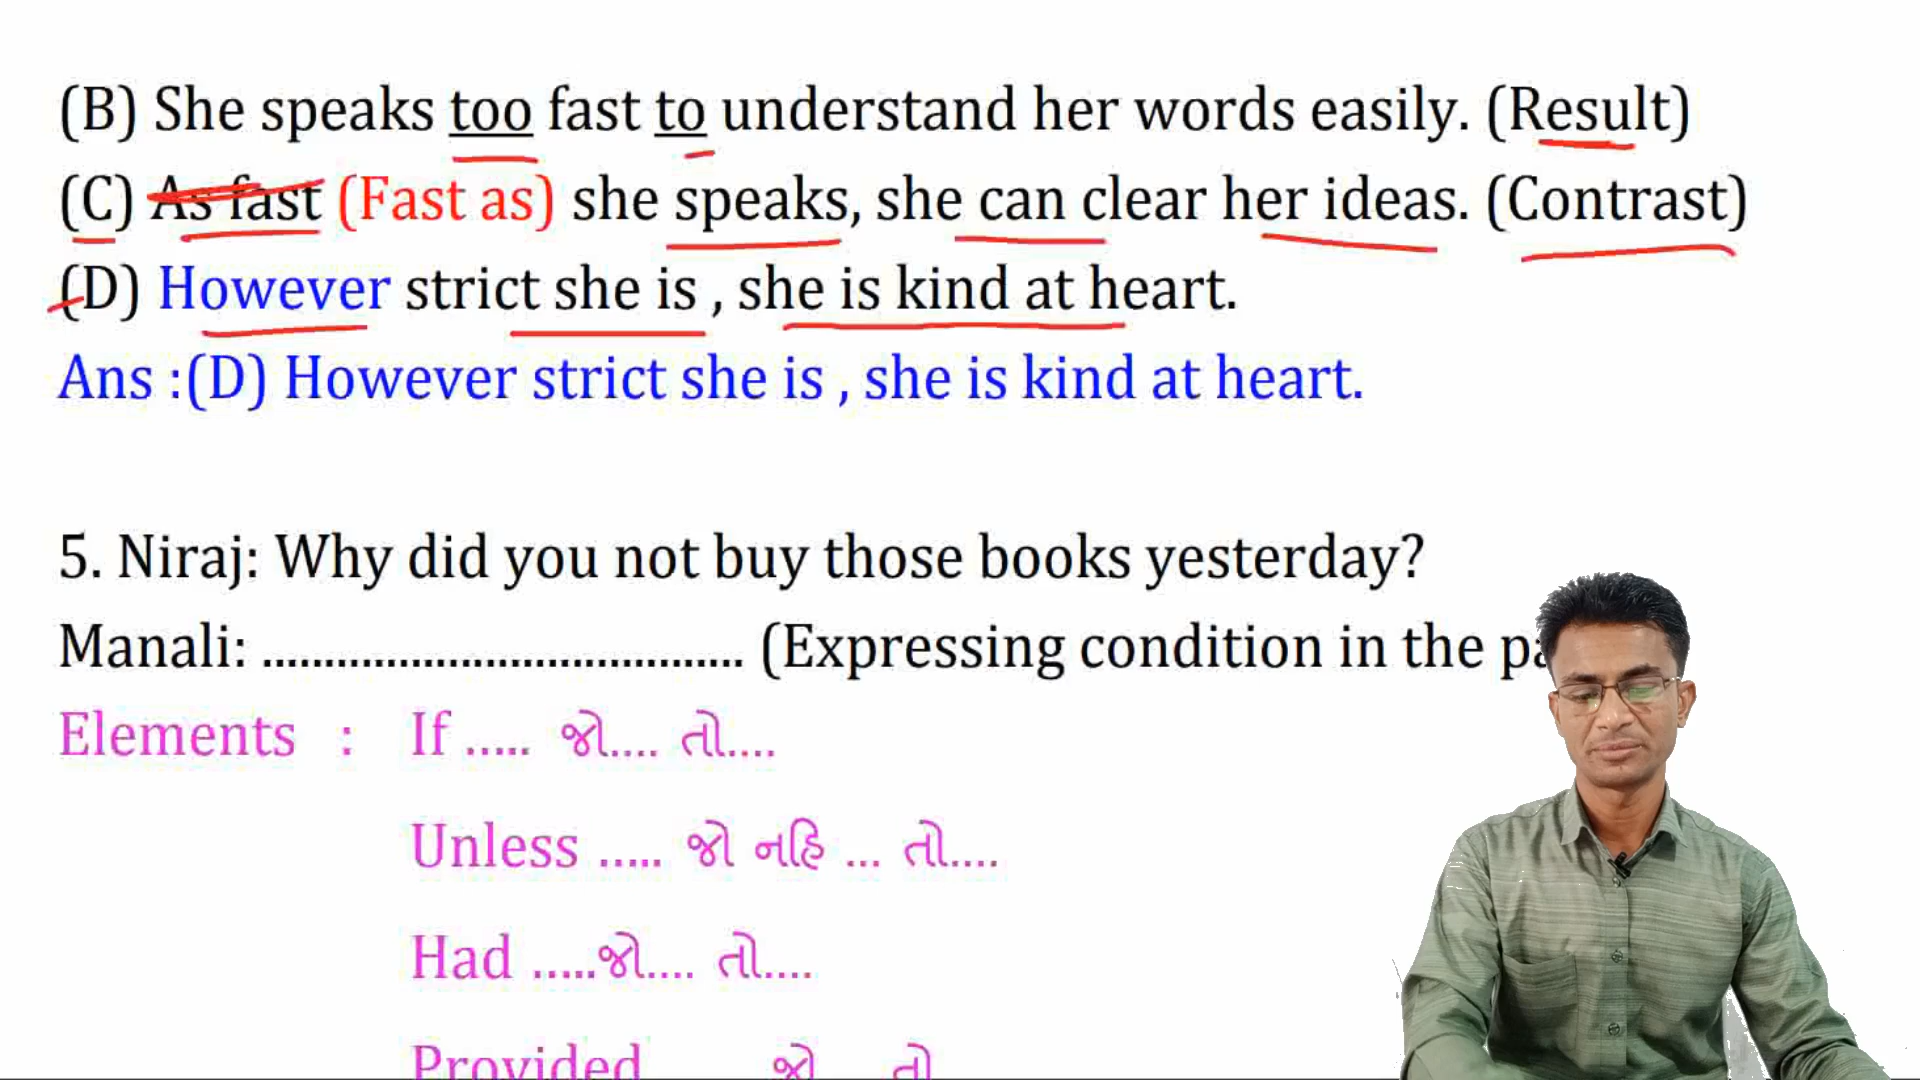 (B) She speaks too fast to understand her words easily. (Result)
(C) As fast (Fast as) she speaks, she can clear her ideas. (Contrast)
(D) However strict she is , she is kind at heart.
Ans :(D) However strict she is , she is kind at heart.
5. Niraj: Why did you not buy those books yesterday?
Manali: ..................................... (Expressing condition in the
Elements : If ..... જો.... તો....
Unless ..... જો નહિ ... તો....
Had .....જો.... તો....
Provided જો તો